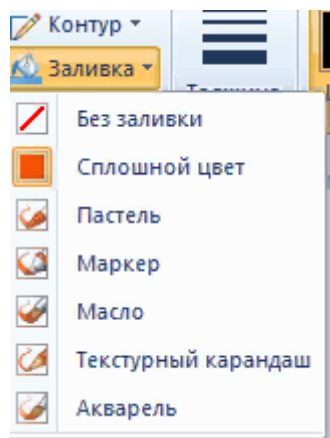 Контур
Заливка
Без заливки
Сплошной цвет
Пастель
Маркер
Масло
Текстурный карандаш
Акварель